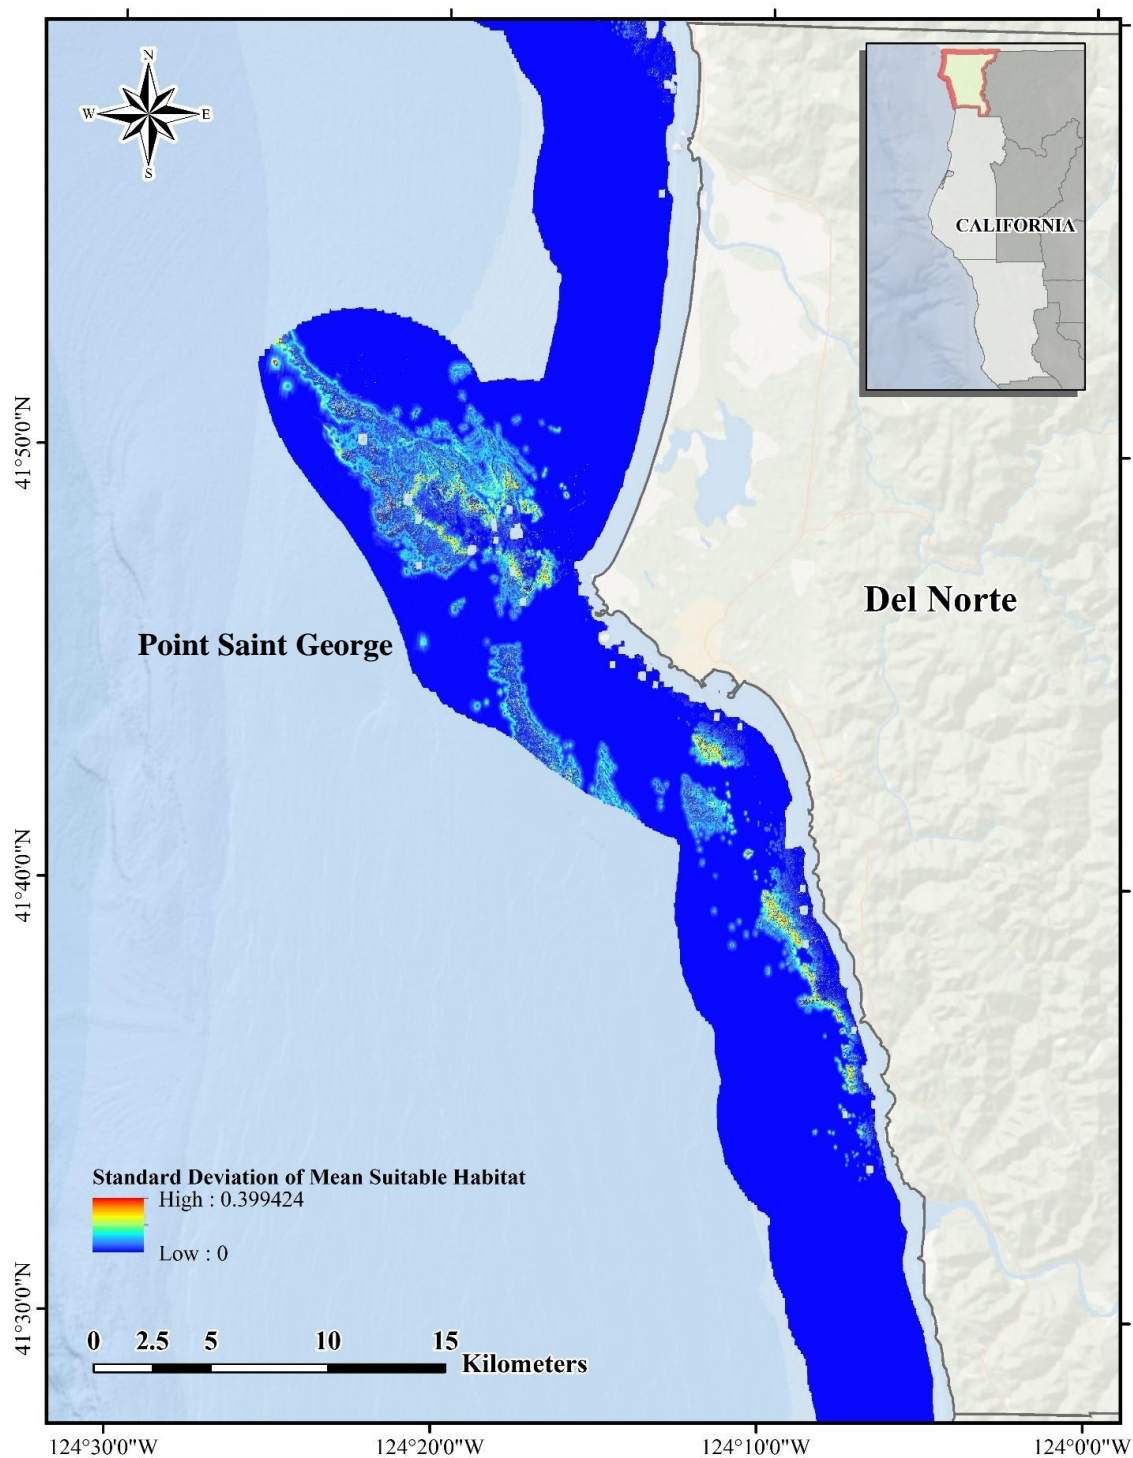 N
W
E
S
CALIFORNIA
41°50'0"N
Del Norte
Point Saint George
41°40'0"N
Standard Deviation of Mean Suitable Habitat
High : 0.399424
Low : 0
41°30'0"N
0 2.5 5 10 15
Kilometers
124°30'0"W 124°20'0"W 124°10'0"W 124°0'0"W